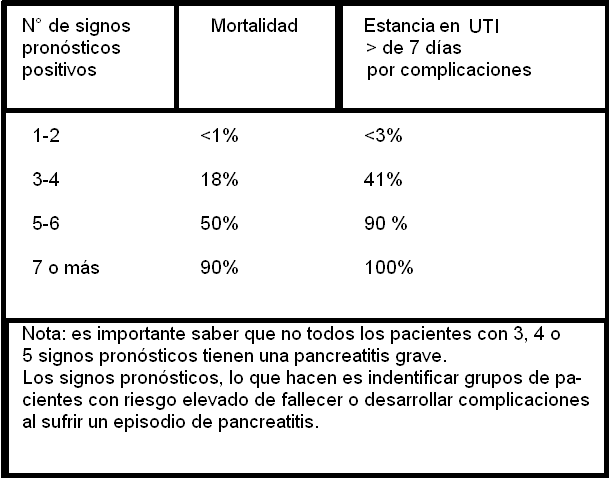 N° de signos pronósticos positivos
Mortalidad
Estancia en UTI > de 7 días por complicaciones
1-2 <1% <3%
3-4 18% 41%
5-6 50% 90 %
7 o más 90% 100%
Nota: es importante saber que no todos los pacientes con 3, 4 o
5 signos pronósticos tienen una pancreatitis grave.
Los signos pronósticos, lo que hacen es indentificar grupos de pa-
cientes con riesgo elevado de fallecer o desarrollar complicaciones
al sufrir un episodio de pancreatitis.